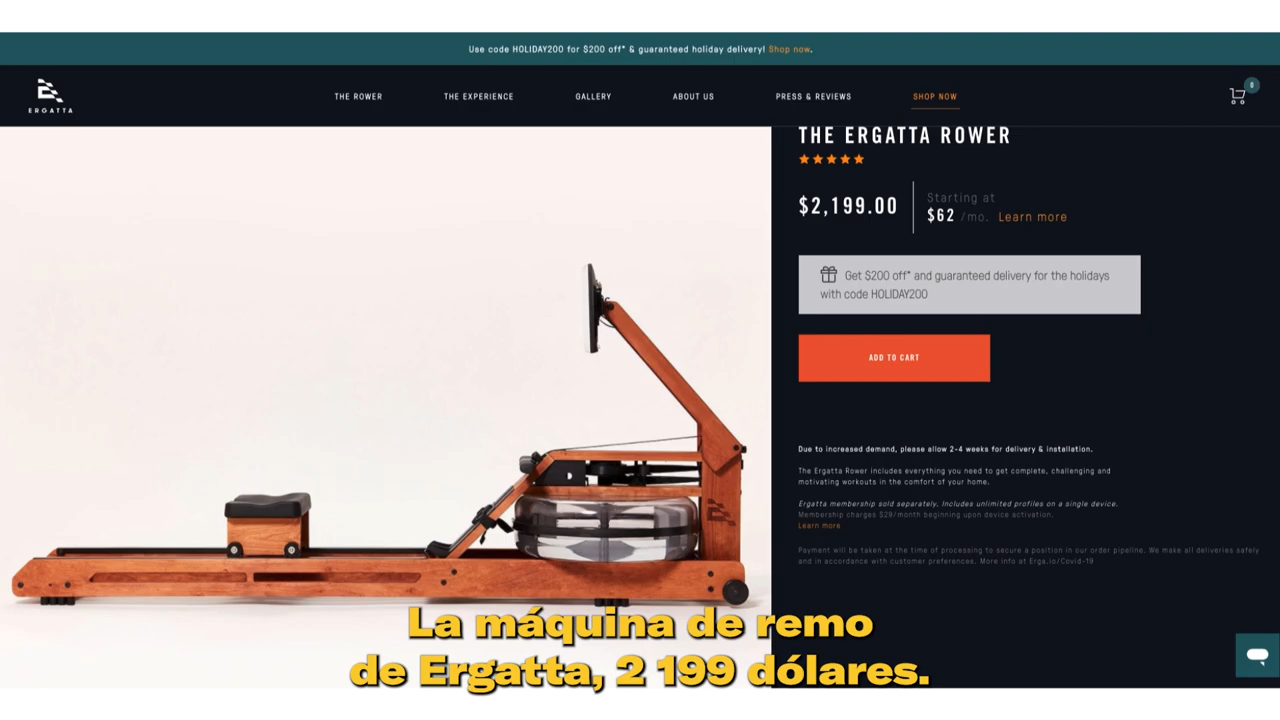 Use code HOLIDAY200 for $200 off* & guaranteed holiday delivery! Shop now.
ERGATTA
THE ROWER
THE EXPERIENCE
GALLERY
ABOUT US
PRESS & REVIEWS
SHOP NOW
0
THE ERGATTA ROWER
$2,199.00
Starting at
$62 /mo. Learn more
Get $200 off* and guaranteed delivery for the holidays
with code HOLIDAY200
ADD TO CART
Due to increased demand, please allow 2-4 weeks for delivery & installation.
The Ergatta Rower includes everything you need to get complete, challenging and
motivating workouts in the comfort of your home.
Ergatta membership sold separately. Includes unlimited profiles on a single device.
Membership charges $29/month beginning upon device activation.
Learn more
Payment will be taken at the time of processing to secure a position in our order pipeline. We make all deliveries safely
and in accordance with customer preferences. More info at Erga.io/Covid-19
La máquina de remo
de Ergatta, 2 199 dólares.